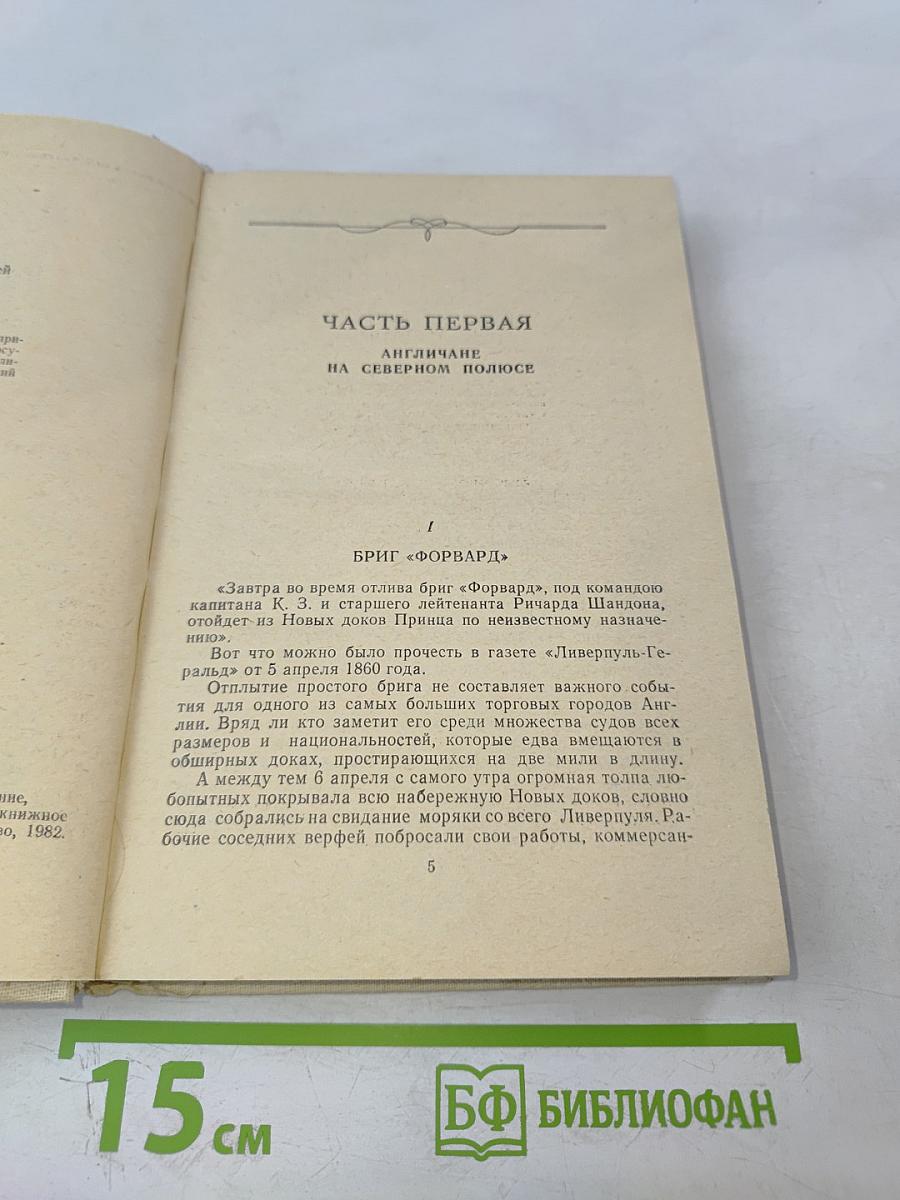 ей
при-
осу-
ли-
ий
ние,
книжное
во, 1982.
ЧАСТЬ ПЕРВАЯ
АНГЛИЧАНЕ
НА СЕВЕРНОМ ПОЛЮСЕ
I
БРИГ «ФОРВАРД»
«Завтра во время отлива бриг «Форвард», под командою
капитана К. З. и старшего лейтенанта Ричарда Шандона,
отойдет из Новых доков Принца по неизвестному назначе-
нию».
Вот что можно было прочесть в газете «Ливерпуль-Ге-
ральд» от 5 апреля 1860 года.
Отплытие простого брига не составляет важного собы-
тия для одного из самых больших торговых городов Анг-
лии. Вряд ли кто заметит его среди множества судов всех
размеров и национальностей, которые едва вмещаются в
обширных доках, простирающихся на две мили в длину.
А между тем 6 апреля с самого утра огромная толпа лю-
бопытных покрывала всю набережную Новых доков, словно
сюда собрались на свидание моряки со всего Ливерпуля. Ра-
бочие соседних верфей побросали свои работы, коммерсан-
5
15 см
БФ БИБЛИОФАН